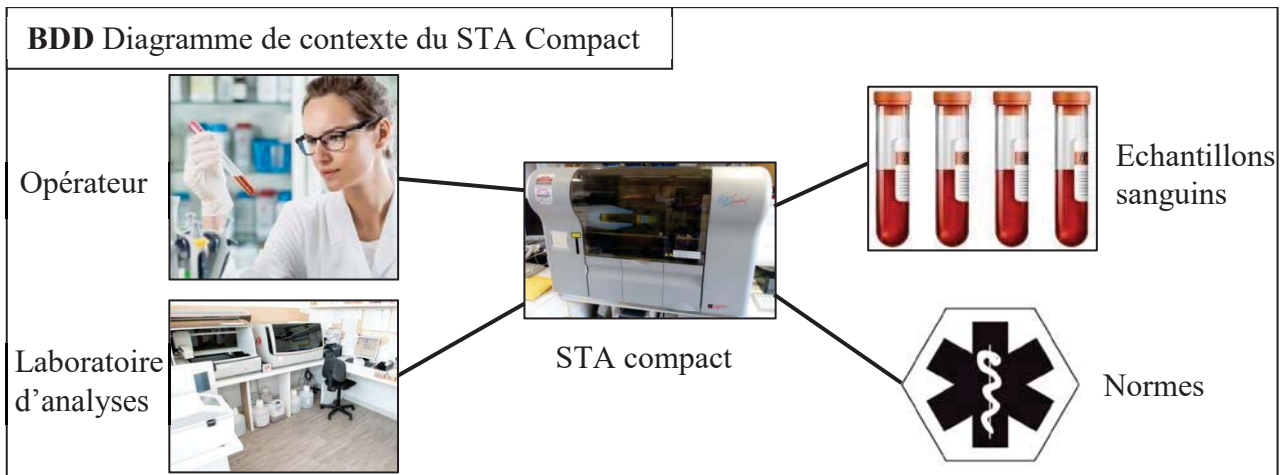 BDD Diagramme de contexte du STA Compact
Opérateur
Echantillons
sanguins
STA compact
Laboratoire
d’analyses
Normes